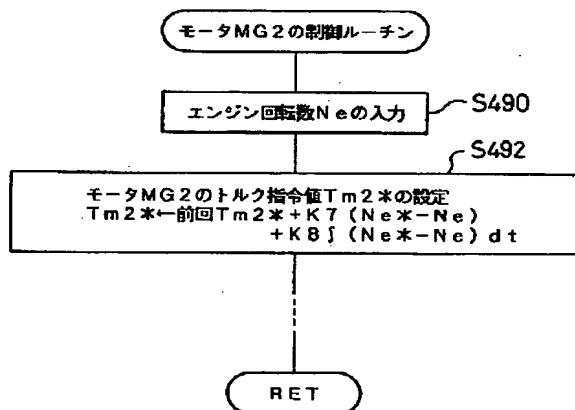 モータMG2の制御ルーチン
エンジン回転数Neの入力
S490
S492
モータMG2のトルク指令値Tm2*の設定
Tm2*←前回Tm2*+K7(Ne*-Ne)
+K8∫(Ne*-Ne)dt
RET